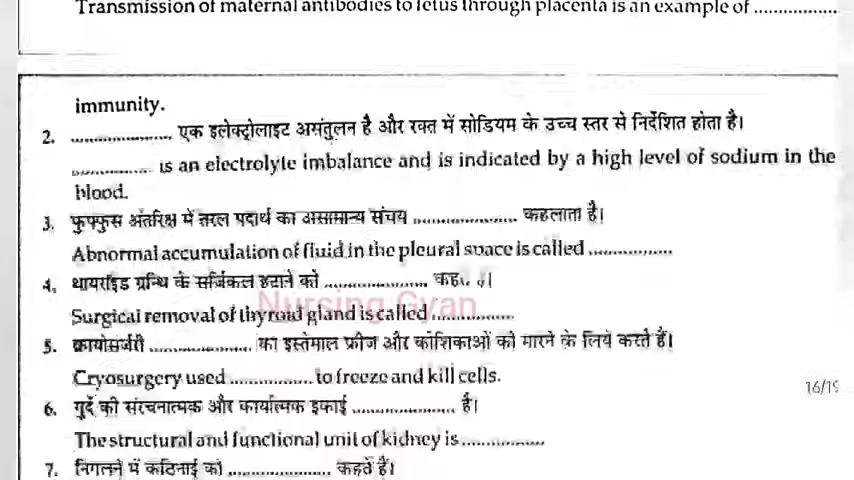 Transmission of maternal antibodies to fetus through placenta is an example of .................
immunity.
2. .................... एक इलेक्ट्रोलाइट असंतुलन है और रक्त में सोडियम के उच्च स्तर से निर्देशित होता है।
................ is an electrolyte imbalance and is indicated by a high level of sodium in the
blood.
3. फुफ्फुस अंतरिक्ष में तरल पदार्थ का असामान्य संचय .................... कहलाता है।
Abnormal accumulation of fluid in the pleural space is called ................
4. थायराइड ग्रन्थि के सर्जिकल हटाने को ....................
Nursing Gyan
Surgical removal of thyroid gland is called ................
5. क्रायोसर्जरी .................... का इस्तेमाल फ्रीज और कोशिकाओं को मारने के लिये करते हैं।
Cryosurgery used ................ to freeze and kill cells.
16/19
6. गुर्दे की संरचनात्मक और कार्यात्मक इकाई .................... है।
The structural and functional unit of kidney is ................
7. निगलने में कठिनाई को .................... कहते हैं।